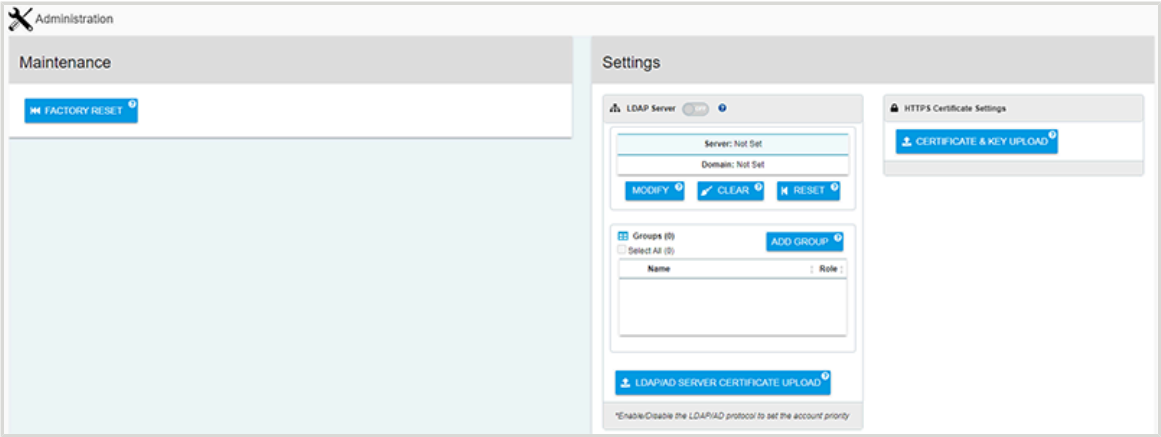 Administration
Maintenance
FACTORY RESET
Settings
LDAP Server OFF
Server: Not Set
Domain: Not Set
MODIFY CLEAR RESET
Groups (0)
ADD GROUP
Select All (0)
Name Role
LDAP/AD SERVER CERTIFICATE UPLOAD
*Enable/Disable the LDAP/AD protocol to set the account priority
HTTPS Certificate Settings
CERTIFICATE & KEY UPLOAD